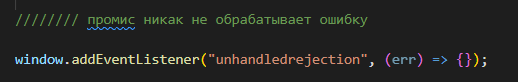 //////// промис никак не обрабатывает ошибку
window.addEventListener("unhandledrejection", (err) => {});